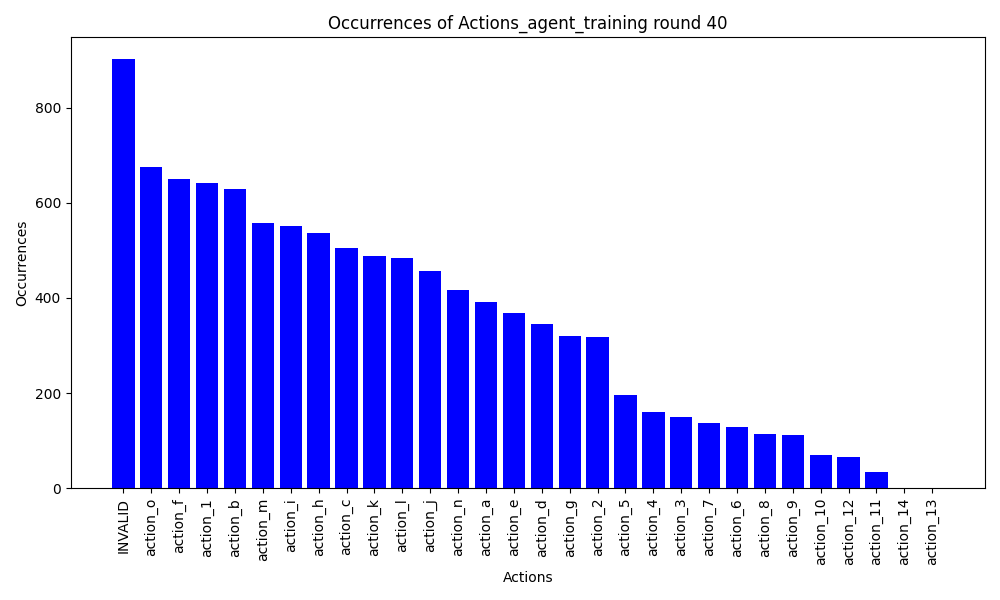 Occurrences of Actions_agent_training round 40
Occurrences
800
600
400
200
0
INVALID
action_o
action_f
action_1
action_b
action_m
action_i
action_h
action_c
action_k
action_l
action_j
action_n
action_a
action_e
action_d
action_g
action_2
action_5
action_4
action_3
action_7
action_6
action_8
action_9
action_10
action_12
action_11
action_14
action_13
Actions